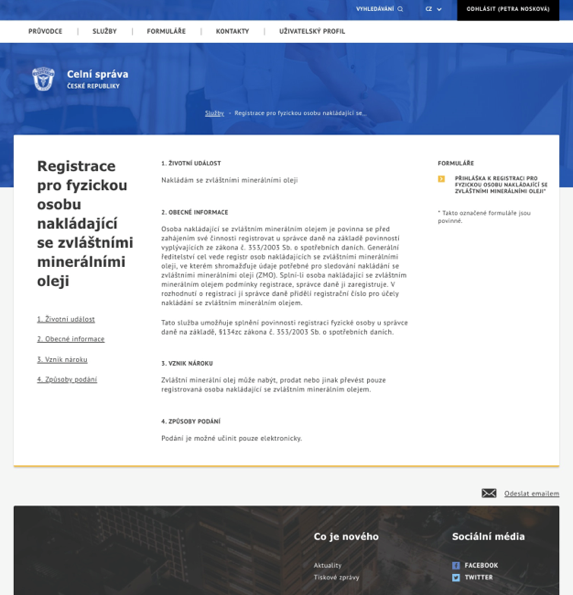 VYHLEDÁVÁNÍ
CZ
ODHLÁSIT (PETRA NOSKOVÁ)
PRŮVODCE | SLUŽBY | FORMULÁŘE | KONTAKTY | UŽIVATELSKÝ PROFIL
Celní správa
ČESKÉ REPUBLIKY
Služby - Registrace pro fyzickou osobu nakládající se...
Registrace
pro fyzickou
osobu
nakládající
se zvláštními
minerálními
oleji
1. Životní událost
2. Obecné informace
3. Vznik nároku
4. Způsoby podání
1. ŽIVOTNÍ UDÁLOST
Nakládám se zvláštními minerálními oleji
2. OBECNÉ INFORMACE
Osoba nakládající se zvláštním minerálním olejem je povinna se před
zahájením své činnosti registrovat u správce daně na základě povinností
vyplývajících ze zákona č. 353/2003 Sb. o spotřebních daních. Generální
ředitelství cel vede registr osob nakládajících se zvláštními minerálními
oleji, ve kterém shromažďuje údaje potřebné pro sledování nakládání se
zvláštními minerálními oleji (ZMO). Splní-li osoba nakládající se zvláštním
minerálním olejem podmínky registrace, správce daně ji zaregistruje. V
rozhodnutí o registraci jí správce daně přidělí registrační číslo pro účely
nakládání se zvláštním minerálním olejem.
Tato služba umožňuje splnění povinnosti registrací fyzické osoby u správce
daně na základě, §134zc zákona č. 353/2003 Sb. o spotřebních daních.
3. VZNIK NÁROKU
Zvláštní minerální olej může nabýt, prodat nebo jinak převést pouze
registrovaná osoba nakládající se zvláštním minerálním olejem.
4. ZPŮSOBY PODÁNÍ
Podání je možné učinit pouze elektronicky.
FORMULÁŘE
PŘIHLÁŠKA K REGISTRACI PRO
FYZICKOU OSOBU NAKLÁDAJÍCÍ SE
ZVLÁŠTNÍMI MINERÁLNÍMI OLEJI*
* Takto označené formuláře jsou
povinné.
Odeslat emailem
Co je nového
Aktuality
Tiskové zprávy
Sociální média
FACEBOOK
TWITTER